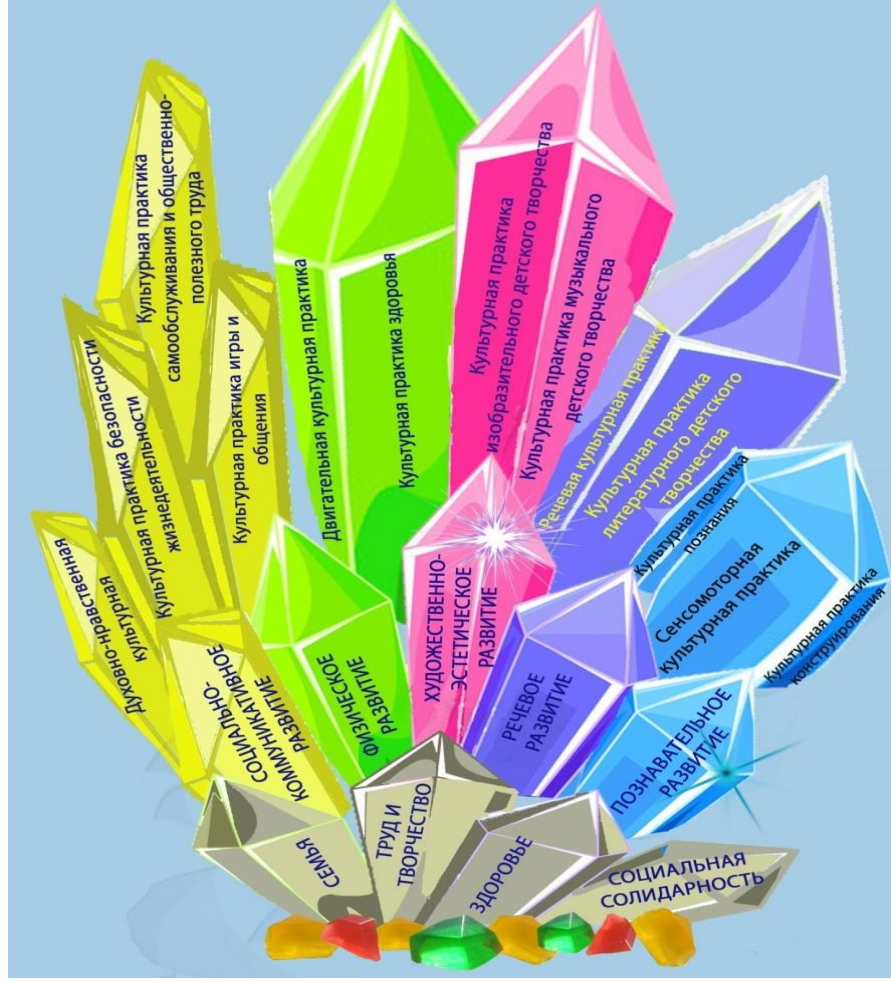 Культурная практика
самообслуживания и общественно-
полезного труда
Культурная практика безопасности
жизнедеятельности
Культурная практика игры и
общения
Духовно-нравственная
культурная
Двигательная культурная практика
Культурная практика здоровья
Культурная практика
изобразительного детского творчества
Культурная практика музыкального
детского творчества
Речевая культурная практика
Культурная практика
литературного детского
творчества
Культурная практика
познания
Сенсомоторная
культурная практика
Культурная практика
конструирования
СОЦИАЛЬНО-
КОММУНИКАТИВНОЕ
РАЗВИТИЕ
ФИЗИЧЕСКОЕ
РАЗВИТИЕ
ХУДОЖЕСТВЕННО-
ЭСТЕТИЧЕСКОЕ
РАЗВИТИЕ
РЕЧЕВОЕ
РАЗВИТИЕ
ПОЗНАВАТЕЛЬНОЕ
РАЗВИТИЕ
СЕМЬЯ
ТРУД И
ТВОРЧЕСТВО
ЗДОРОВЬЕ
СОЦИАЛЬНАЯ
СОЛИДАРНОСТЬ